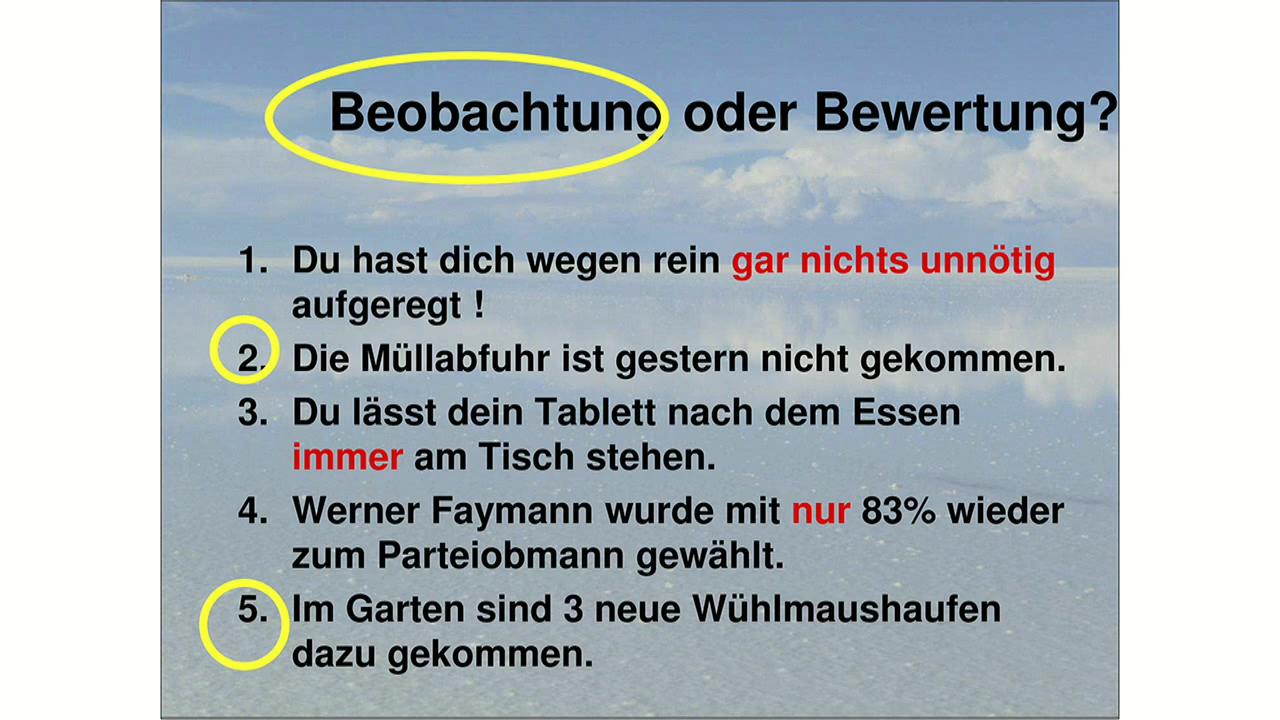 Beobachtung oder Bewertung?
1. Du hast dich wegen rein gar nichts unnötig
aufgeregt !
2. Die Müllabfuhr ist gestern nicht gekommen.
3. Du lässt dein Tablett nach dem Essen
immer am Tisch stehen.
4. Werner Faymann wurde mit nur 83% wieder
zum Parteiobmann gewählt.
5. Im Garten sind 3 neue Wühlmaushaufen
dazu gekommen.